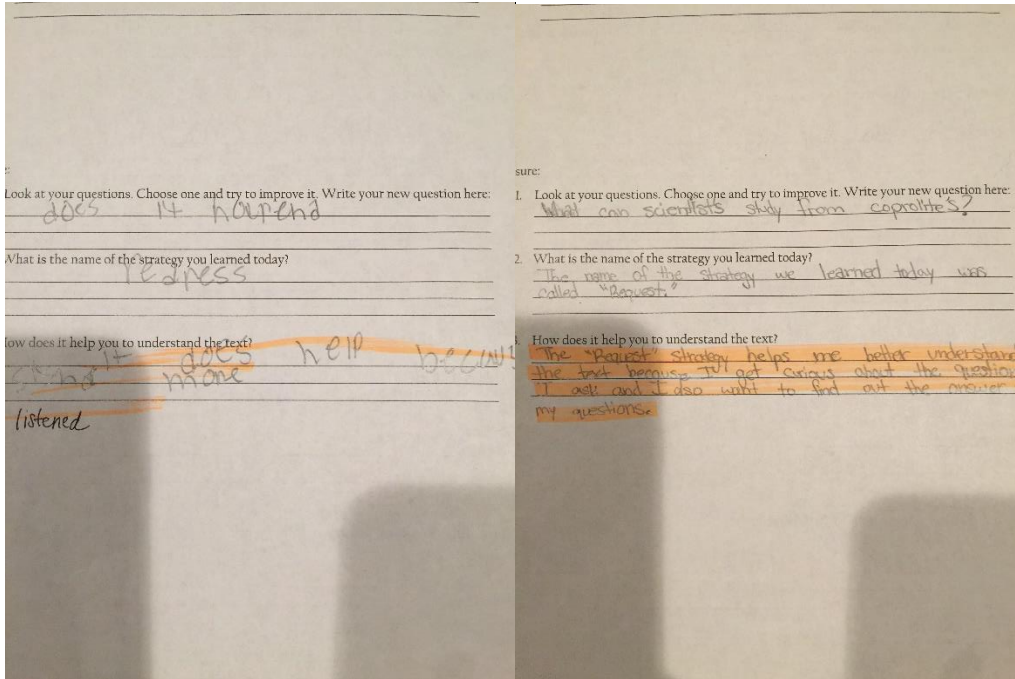 Look at your questions. Choose one and try to improve it. Write your new question here:
does it
What is the name of the strategy you learned today?
redness
ow does it help you to understand the text?
it does help
more
listened
sure:
1. Look at your questions. Choose one and try to improve it. Write your new question here:
What can scientists study from coprolite's?
2. What is the name of the strategy you learned today?
The name of the strategy we learned today was
called "Request."
How does it help you to understand the text?
The "Request" strategy helps me better understand
the text because I get curious about the question
I ask and I also want to find out the answer
my questions.